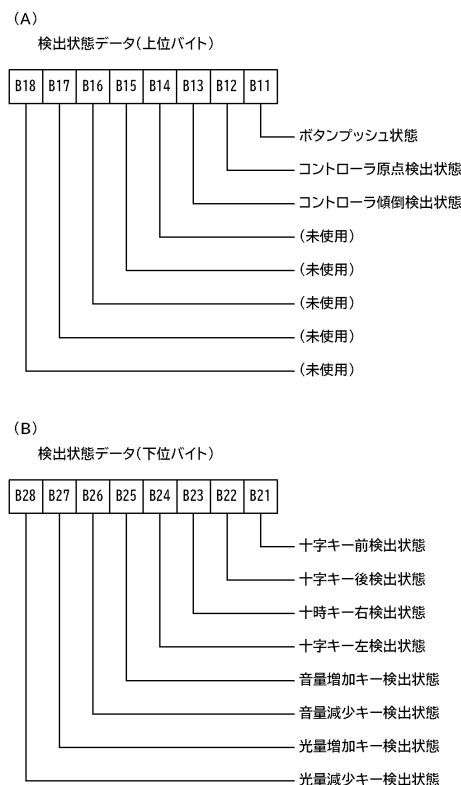 (A)
検出状態データ(上位バイト)
B18 B17 B16 B15 B14 B13 B12 B11
ボタンプッシュ状態
コントローラ原点検出状態
コントローラ傾倒検出状態
(未使用)
(未使用)
(未使用)
(未使用)
(未使用)
(B)
検出状態データ(下位バイト)
B28 B27 B26 B25 B24 B23 B22 B21
十字キー前検出状態
十字キー後検出状態
十時キー右検出状態
十字キー左検出状態
音量増加キー検出状態
音量減少キー検出状態
光量増加キー検出状態
光量減少キー検出状態